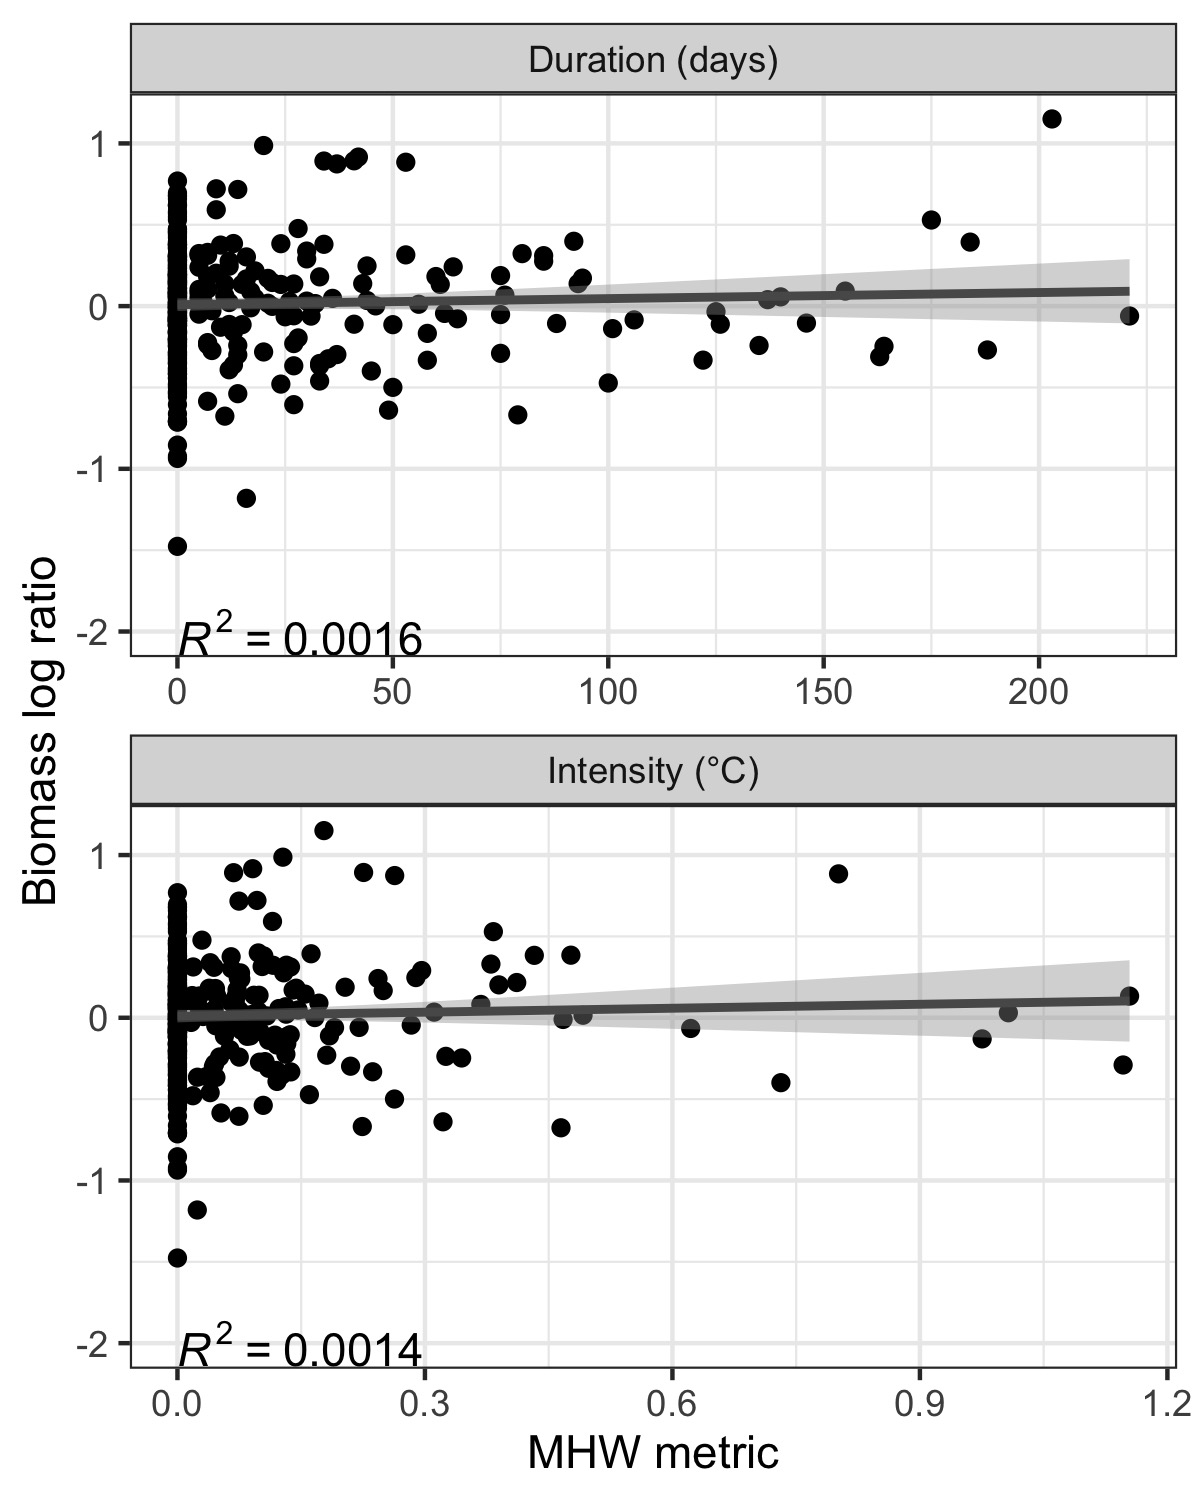 Duration (days)
1
0
-1
-2
R² = 0.0016
0 50 100 150 200
Biomass log ratio
Intensity (°C)
1
0
-1
-2
R² = 0.0014
0.0 0.3 0.6 0.9 1.2
MHW metric